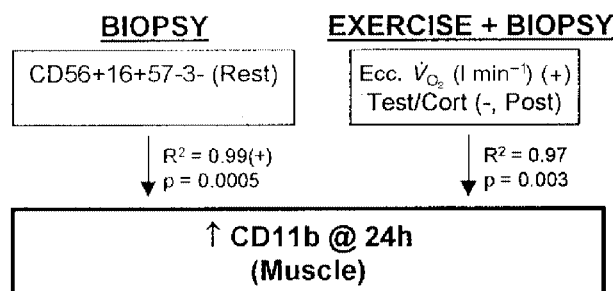 BIOPSY
EXERCISE + BIOPSY
CD56+16+57-3- (Rest)
Ecc. V̇O₂ (l min⁻¹) (+)
Test/Cort (-, Post)
R² = 0.99(+)
p = 0.0005
R² = 0.97
p = 0.003
↑ CD11b @ 24h
(Muscle)